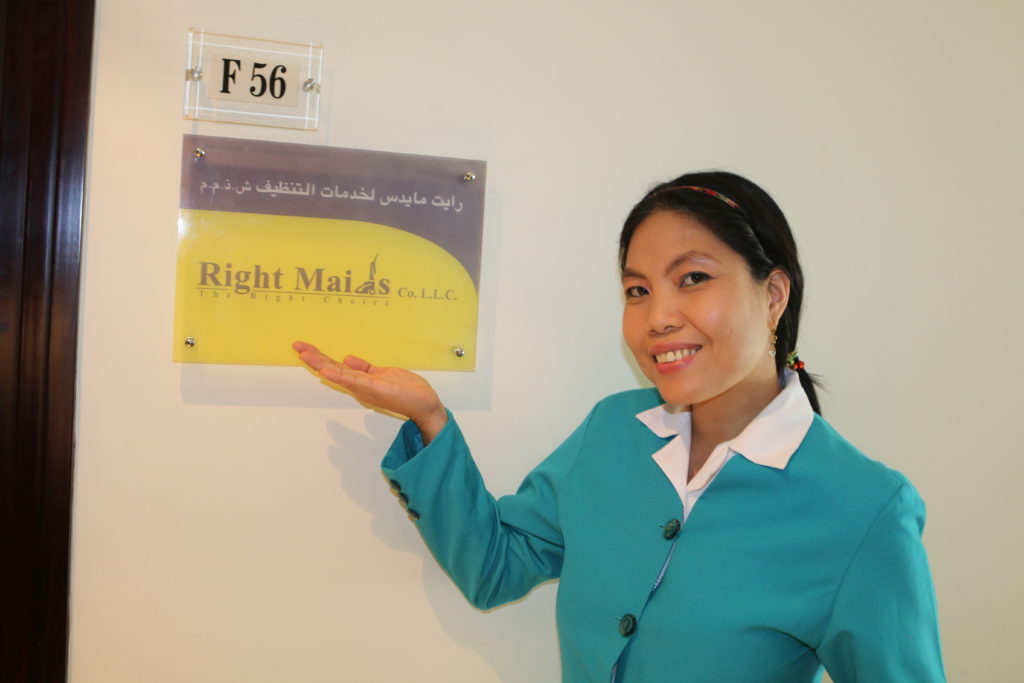 F 56
رايت مايدس لخدمات التنظيف ش.ذ.م.م
Right Maids Co. L.L.C.
The Right Choice